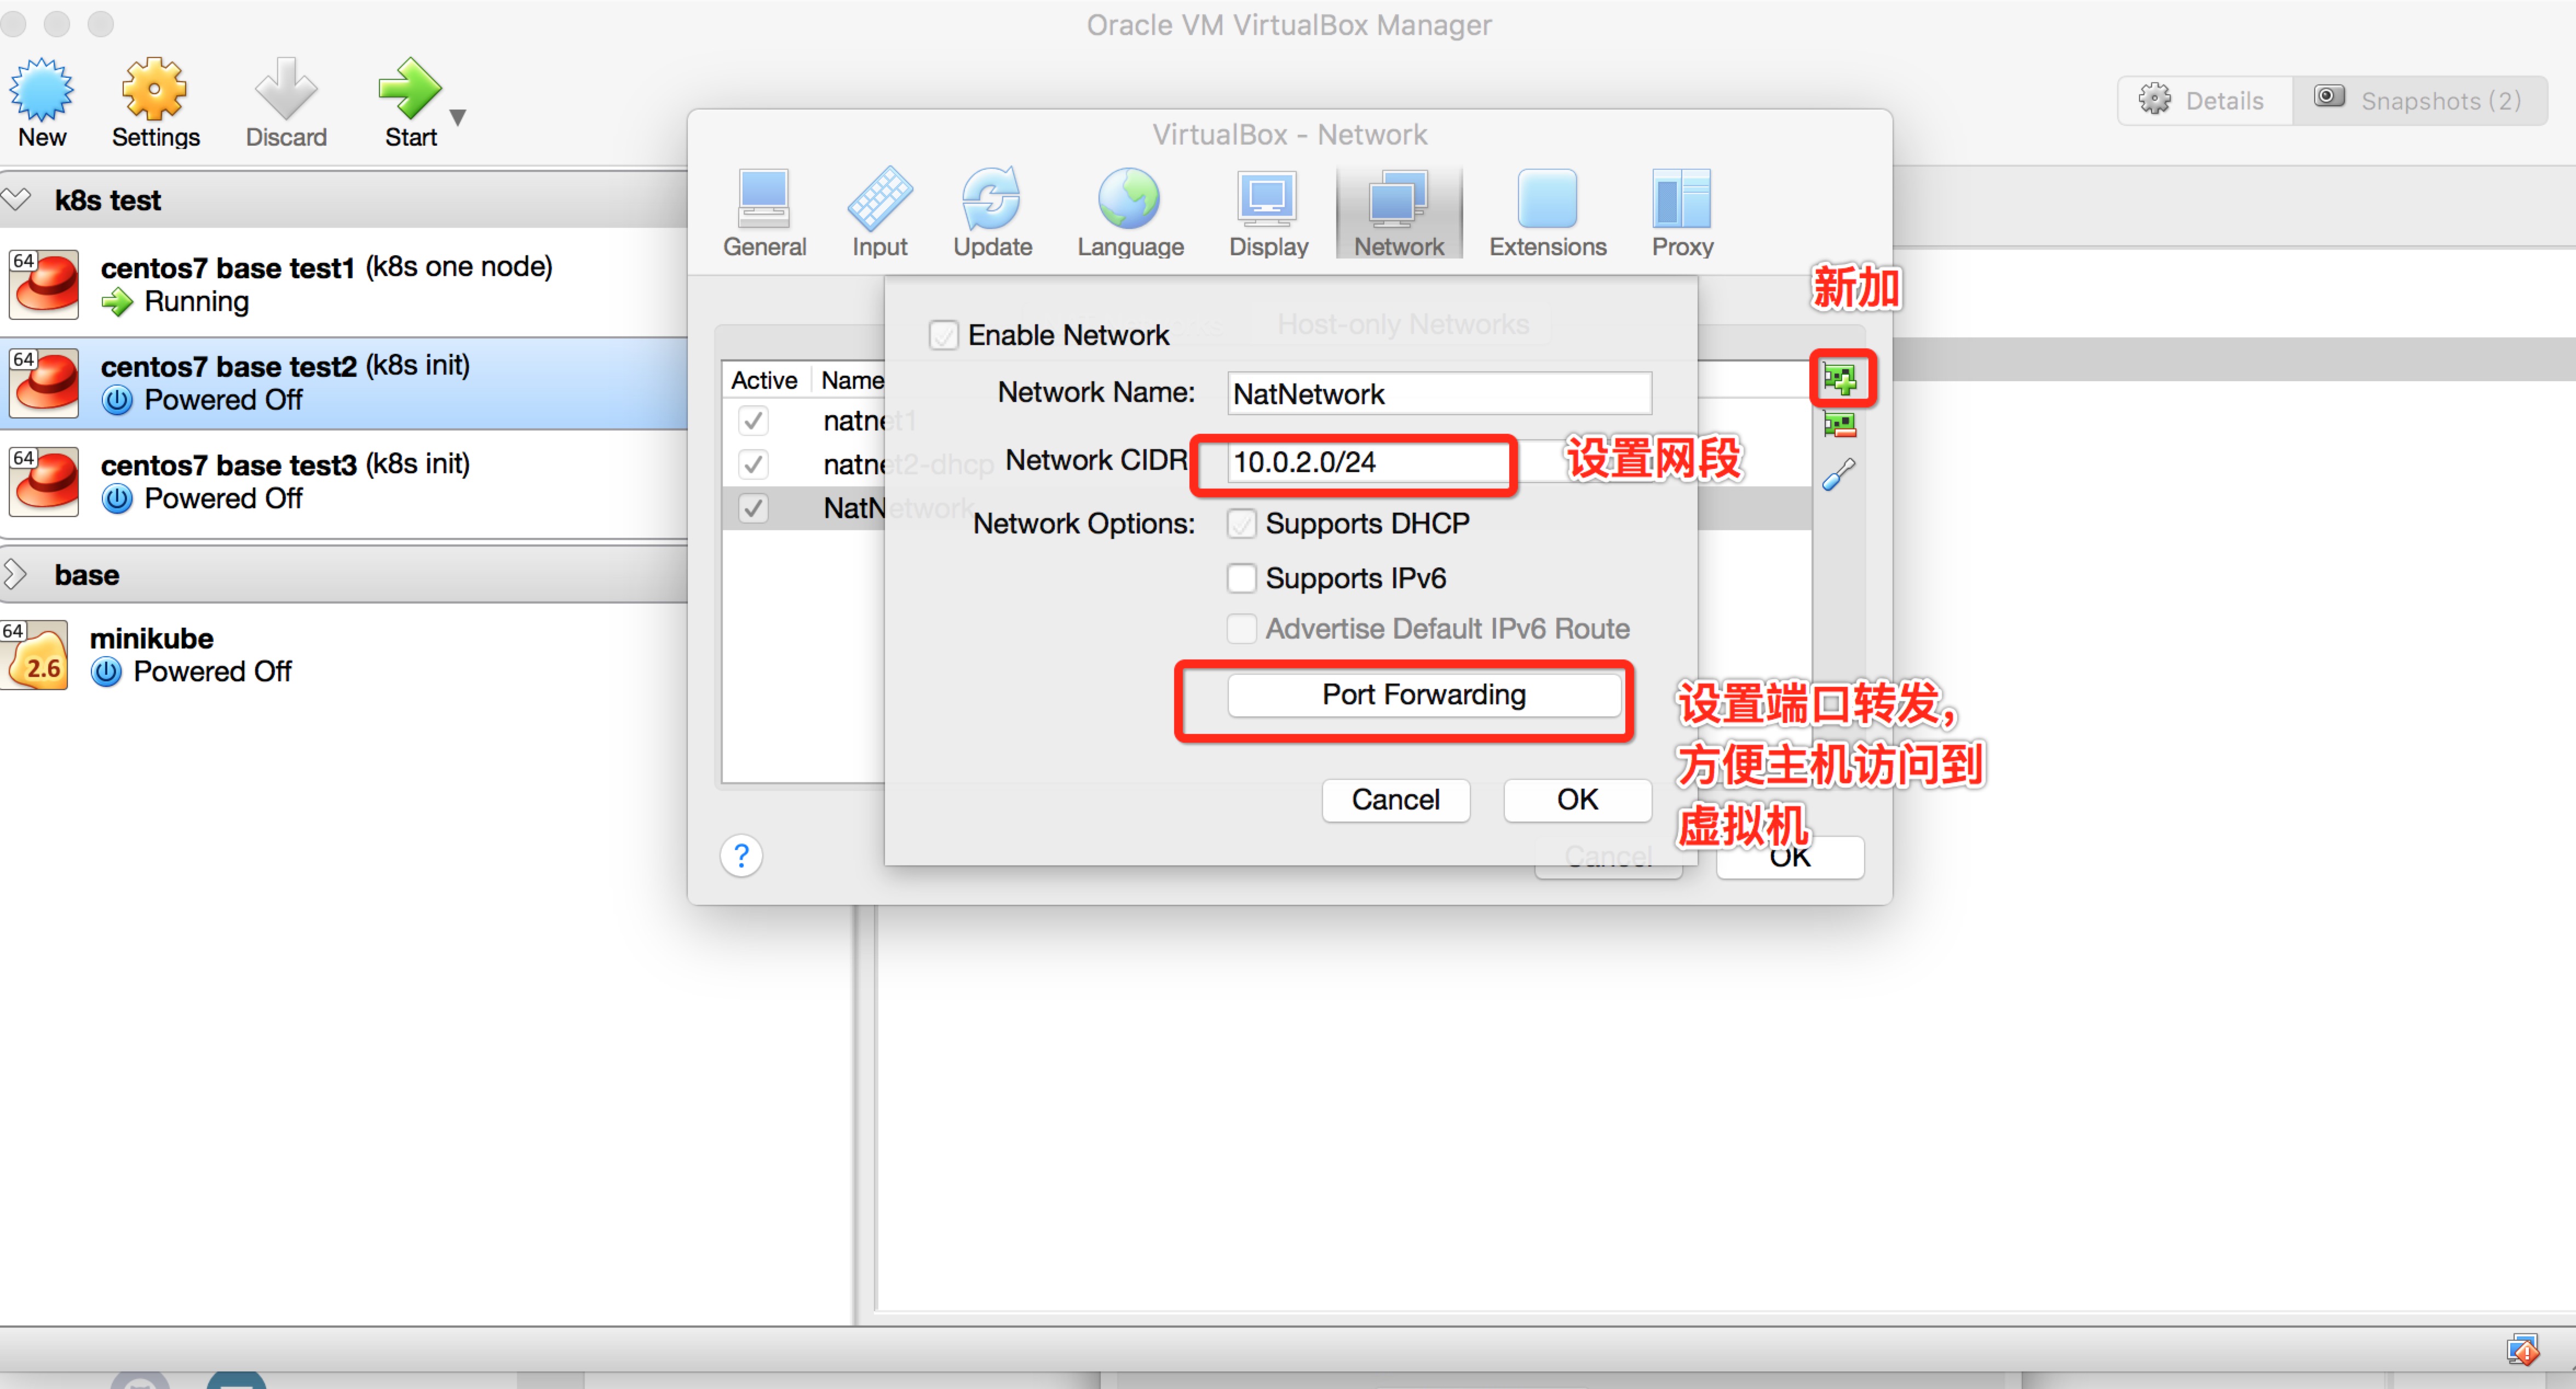 Oracle VM VirtualBox Manager
New
Settings
Discard
Start
Details
Snapshots (2)
k8s test
64
centos7 base test1 (k8s one node)
Running
64
centos7 base test2 (k8s init)
Powered Off
64
centos7 base test3 (k8s init)
Powered Off
base
64
2.6
minikube
Powered Off
VirtualBox - Network
General
Input
Update
Language
Display
Network
Extensions
Proxy
新加
Host-only Networks
Active
Name
natnet1
natnet2-dhcp
NatNetwork
Enable Network
Network Name:
NatNetwork
Network CIDR
10.0.2.0/24
设置网段
Network Options:
Supports DHCP
Supports IPv6
Advertise Default IPv6 Route
Port Forwarding
设置端口转发,
方便主机访问到
虚拟机
Cancel
OK
?
Cancel
OK